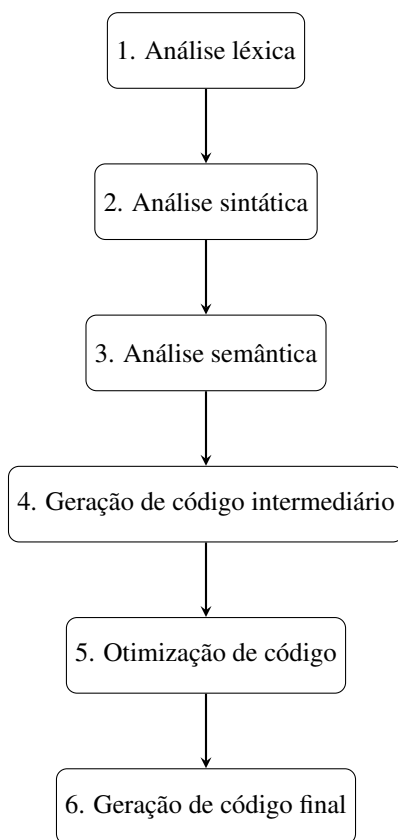 1. Análise léxica
2. Análise sintática
3. Análise semântica
4. Geração de código intermediário
5. Otimização de código
6. Geração de código final